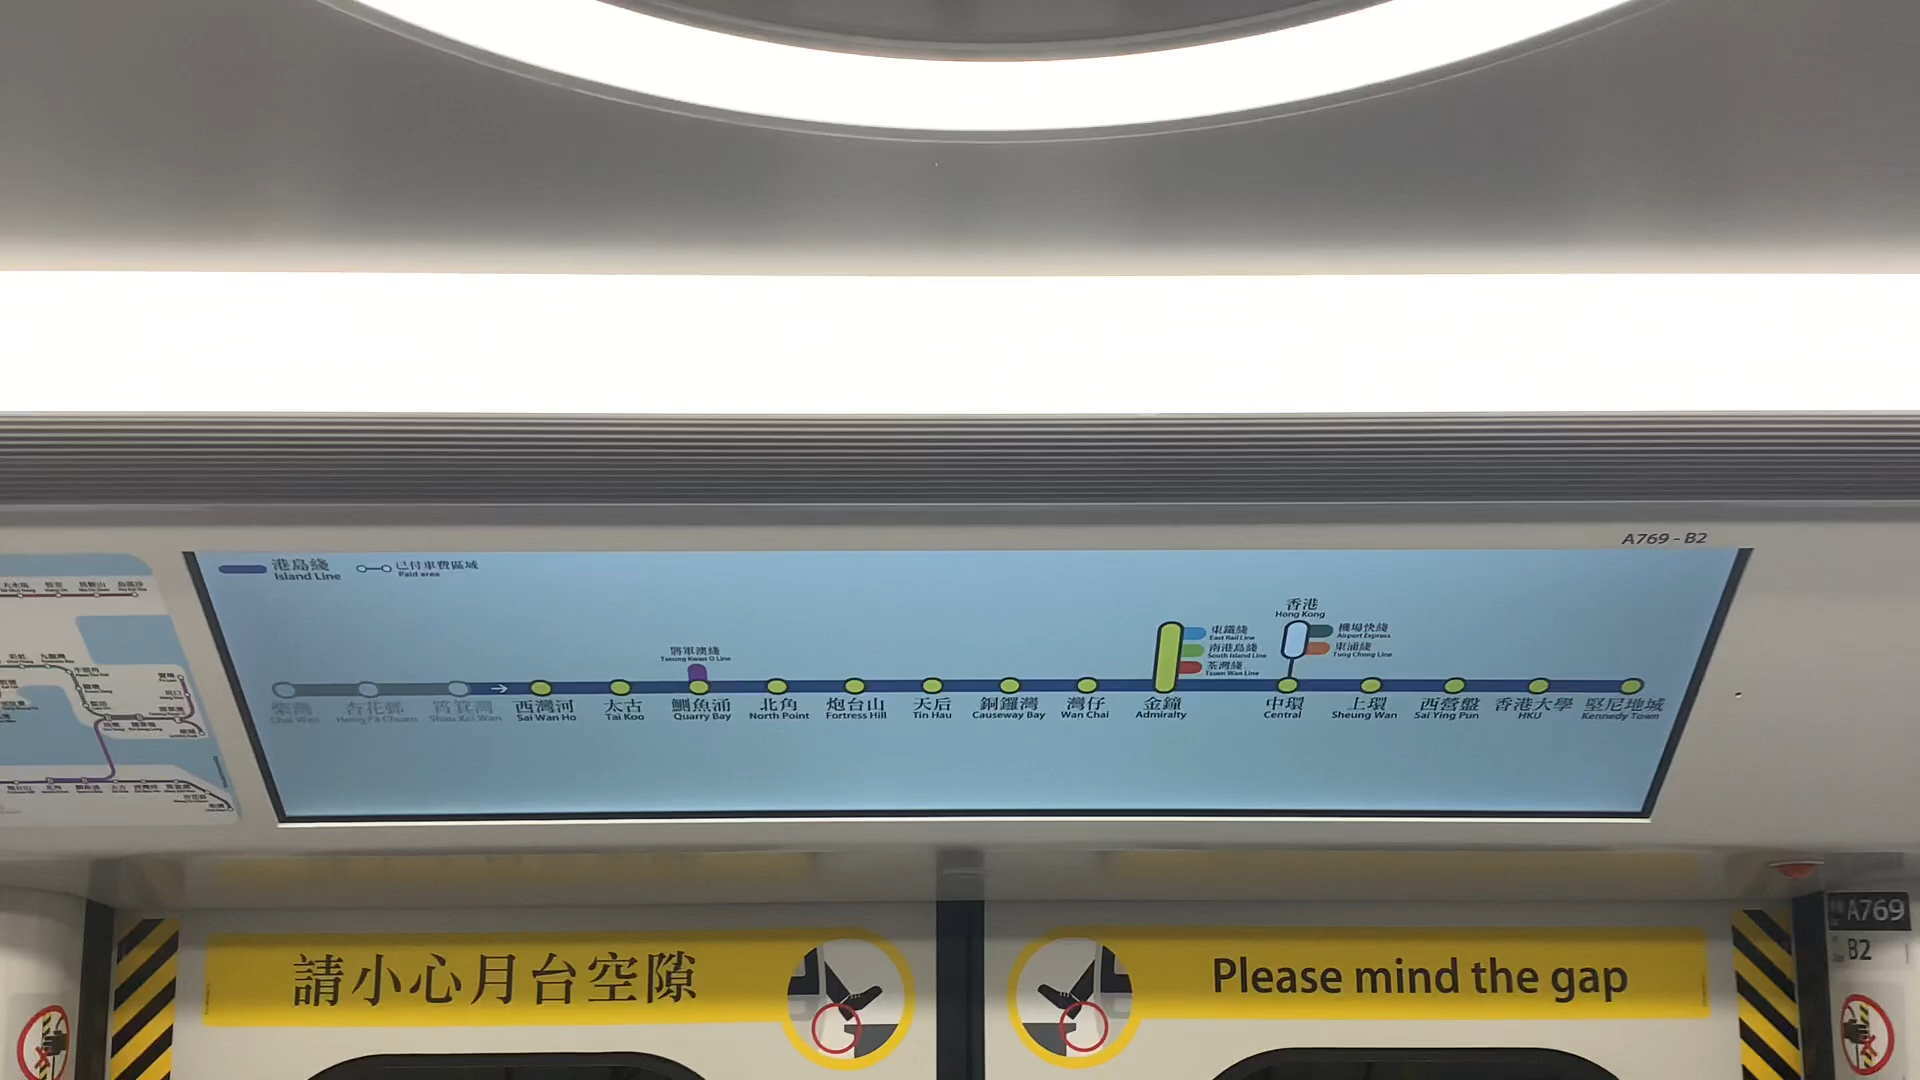 A769 - B2
港島綫
Island Line
已付車費區域
Paid area
香港
Hong Kong
機場快綫
Airport Express
東涌綫
Tung Chung Line
東鐵綫
East Rail Line
南港島綫
South Island Line
荃灣綫
Tsuen Wan Line
將軍澳綫
Tseung Kwan O Line
柴灣
Chai Wan
杏花邨
Heng Fa Chuen
筲箕灣
Shau Kei Wan
西灣河
Sai Wan Ho
太古
Tai Koo
鰂魚涌
Quarry Bay
北角
North Point
炮台山
Fortress Hill
天后
Tin Hau
銅鑼灣
Causeway Bay
灣仔
Wan Chai
金鐘
Admiralty
中環
Central
上環
Sheung Wan
西營盤
Sai Ying Pun
香港大學
HKU
堅尼地城
Kennedy Town
A769
B2
請小心月台空隙
Please mind the gap